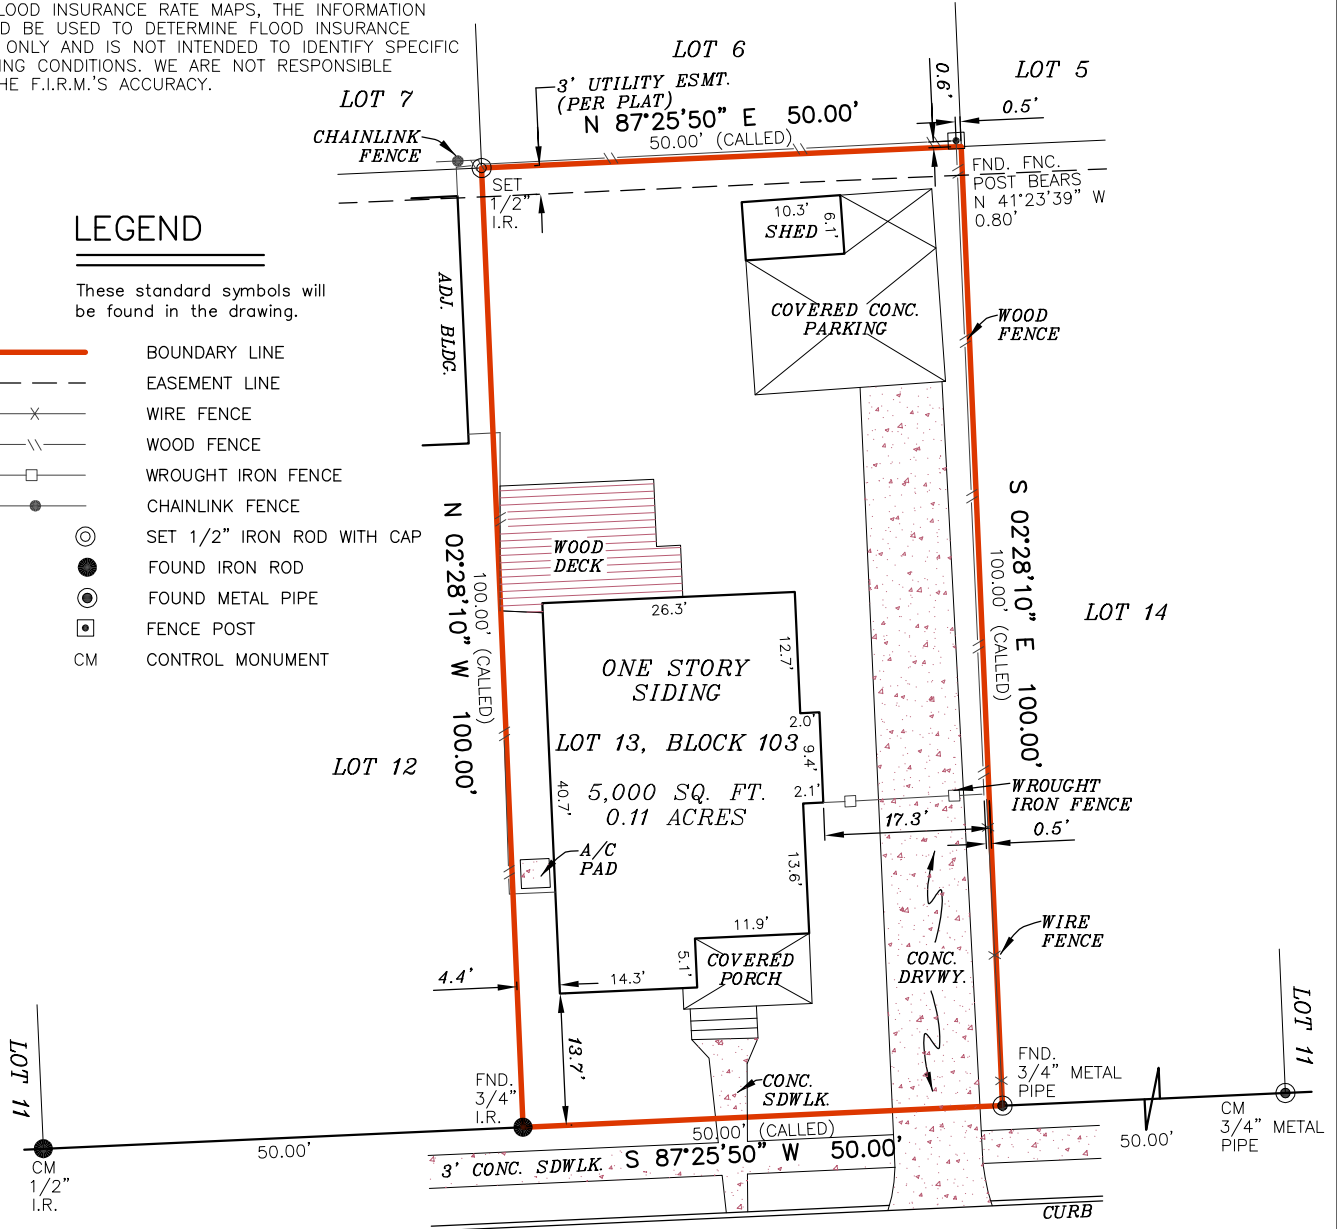 LOOD INSURANCE RATE MAPS, THE INFORMATION
D BE USED TO DETERMINE FLOOD INSURANCE
ONLY AND IS NOT INTENDED TO IDENTIFY SPECIFIC
NG CONDITIONS. WE ARE NOT RESPONSIBLE
HE F.I.R.M.'S ACCURACY.
LOT 7
LOT 6
LOT 5
3' UTILITY ESMT.
(PER PLAT)
N 87°25'50" E 50.00'
50.00' (CALLED)
0.6'
0.5'
CHAINLINK
FENCE
SET
1/2"
I.R.
FND. FNC.
POST BEARS
N 41°23'39" W
0.80'
LEGEND
These standard symbols will
be found in the drawing.
BOUNDARY LINE
EASEMENT LINE
WIRE FENCE
WOOD FENCE
WROUGHT IRON FENCE
CHAINLINK FENCE
SET 1/2" IRON ROD WITH CAP
FOUND IRON ROD
FOUND METAL PIPE
FENCE POST
CM CONTROL MONUMENT
ADJ. BLDG.
10.3'
6.1'
SHED
COVERED CONC.
PARKING
WOOD
FENCE
N 02°28'10" W 100.00'
100.00' (CALLED)
WOOD
DECK
S 02°28'10" E 100.00'
100.00' (CALLED)
LOT 14
26.3'
12.7'
ONE STORY
SIDING
2.0'
LOT 13, BLOCK 103
9.4'
LOT 12
40.7'
5,000 SQ. FT.
0.11 ACRES
2.1'
WROUGHT
IRON FENCE
17.3'
0.5'
A/C
PAD
13.6'
11.9'
WIRE
FENCE
5.1'
COVERED
PORCH
CONC.
DRVWY.
4.4'
14.3'
13.7'
LOT 11
LOT 11
FND.
3/4"
I.R.
CONC.
SDWLK.
FND.
3/4" METAL
PIPE
CM
3/4" METAL
PIPE
CM
1/2"
I.R.
50.00'
50.00' (CALLED)
50.00'
3' CONC. SDWLK.
S 87°25'50" W 50.00'
CURB